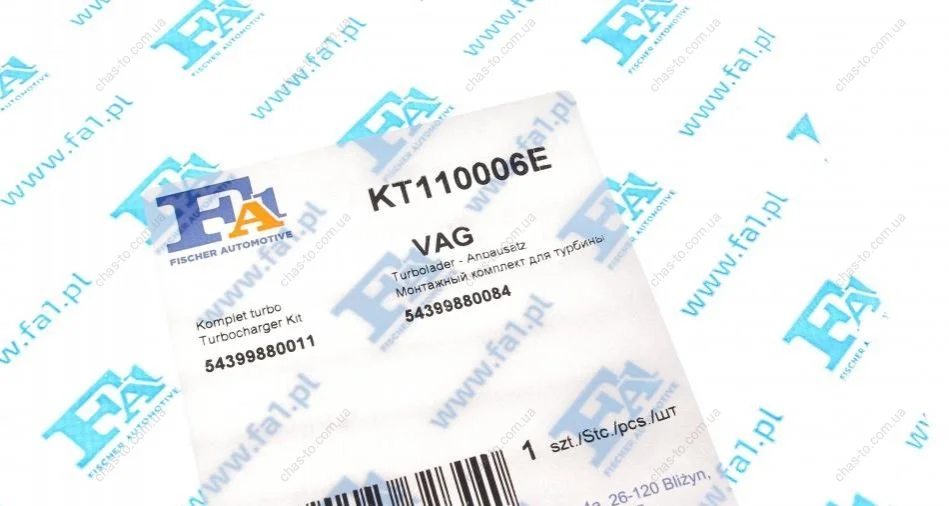 FA1
FISCHER AUTOMOTIVE
KT110006E
VAG
Turbolader - Anbausatz
Монтажный комплект для турбины
54399880084
Komplet turbo
Turbocharger Kit
54399880011
1 szt./Stc./pcs./шт
26-120 Bliżyn,
www.fa1.pl
chas-to.com.ua